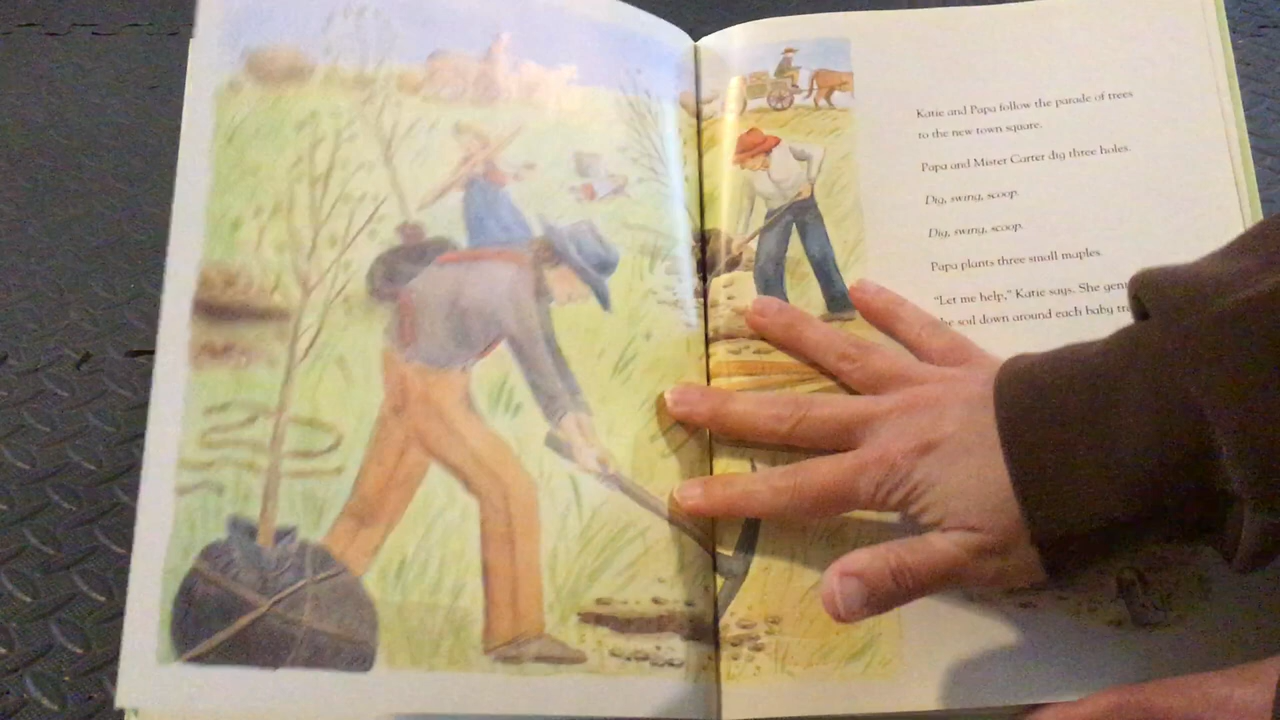 Katie and Papa follow the parade of trees
to the new town square.
Papa and Mister Carter dig three holes.
Dig, swing, scoop.
Dig, swing, scoop.
Papa plants three small maples.
"Let me help," Katie says. She
soil down around each baby